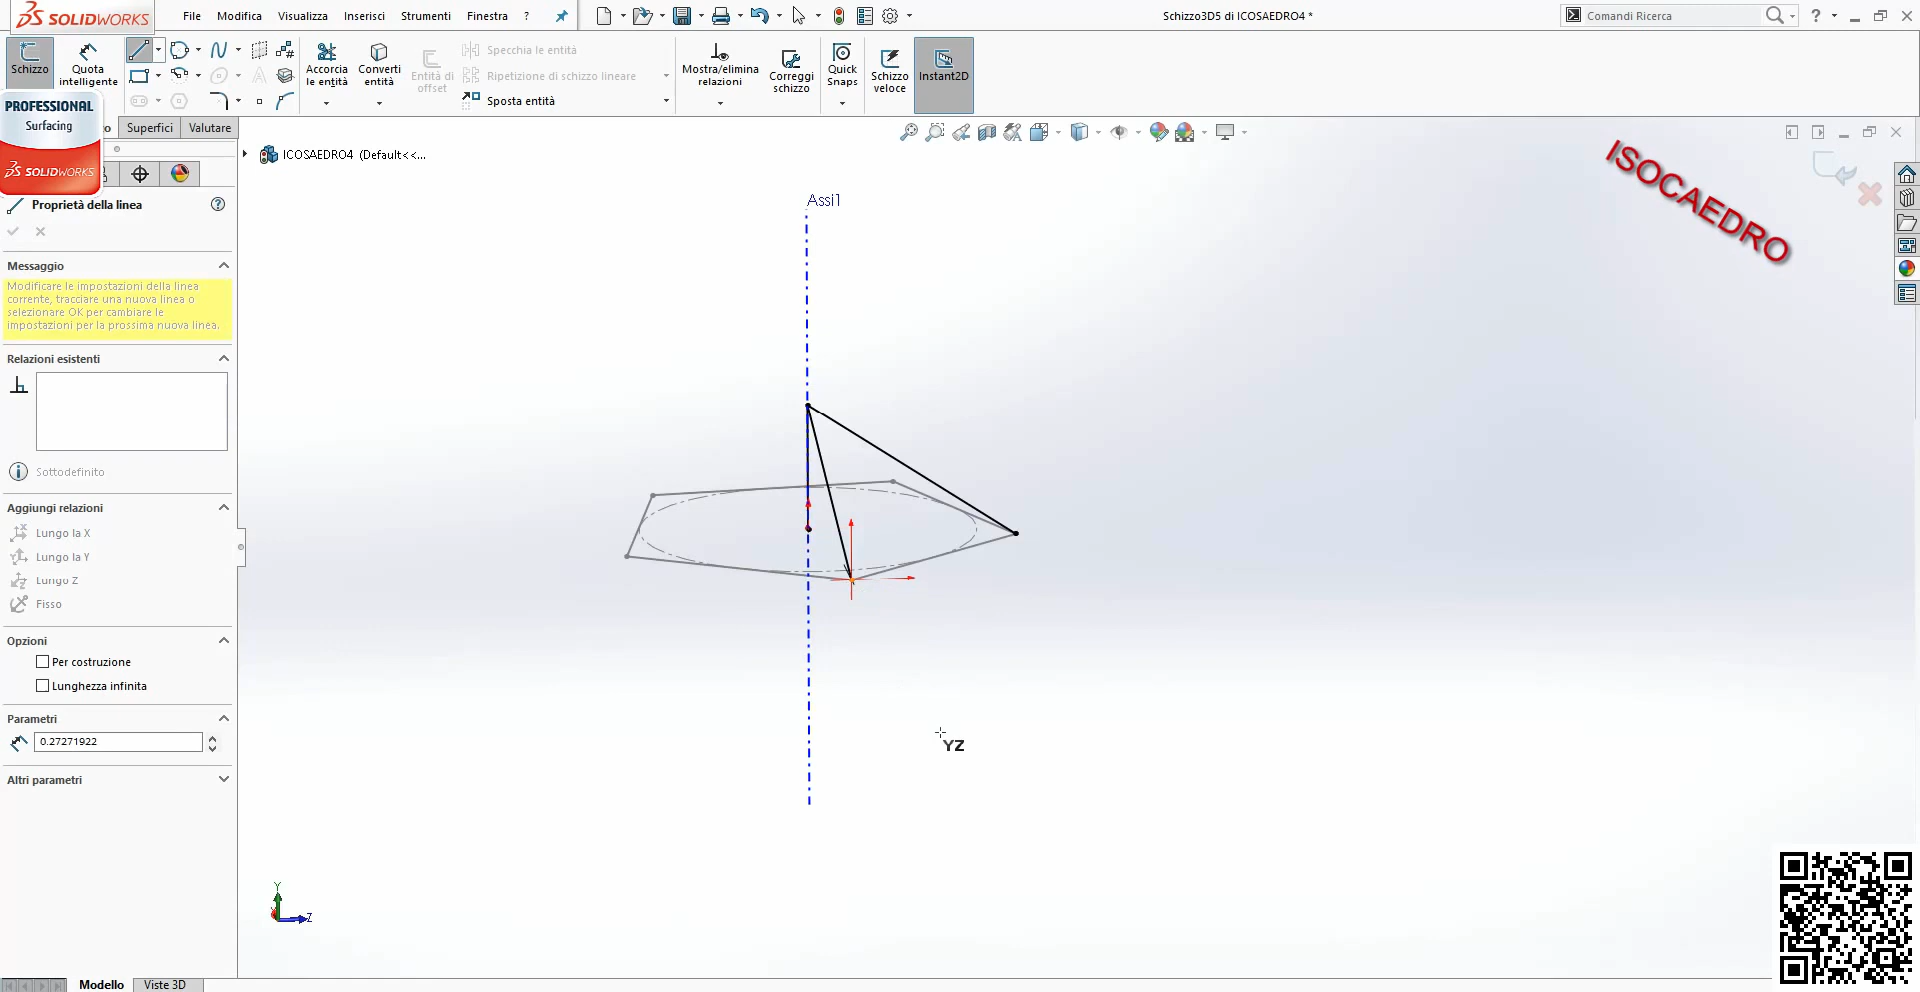 SOLIDWORKS
File
Modifica
Visualizza
Inserisci
Strumenti
Finestra
?
Schizzo3D5 di ICOSAEDRO4 *
Comandi Ricerca
?
Schizzo
Quota
intelligente
Accorcia
le entità
Converti
entità
Entità di
offset
Specchia le entità
Ripetizione di schizzo lineare
Sposta entità
Mostra/elimina
relazioni
Correggi
schizzo
Quick
Snaps
Schizzo
veloce
Instant2D
PROFESSIONAL
Surfacing
SOLIDWORKS
o
Superfici
Valutare
ICOSAEDRO4 (Default<<...
ISOCAEDRO
Proprietà della linea
?
Messaggio
Modificare le impostazioni della linea
corrente, tracciare una nuova linea o
selezionare OK per cambiare le
impostazioni per la prossima nuova linea.
Relazioni esistenti
Sottodefinito
Aggiungi relazioni
Lungo la X
Lungo la Y
Lungo Z
Fisso
Opzioni
Per costruzione
Lunghezza infinita
Parametri
0.27271922
Altri parametri
Assi1
YZ
Y
Z
Modello
Viste 3D